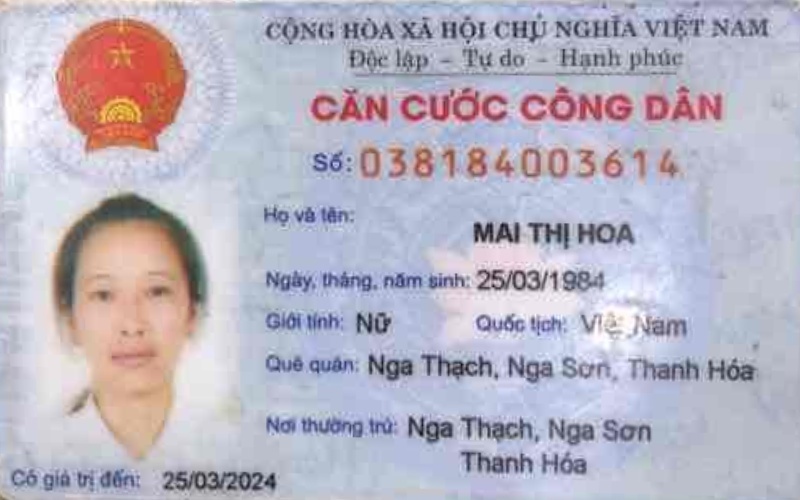 CỘNG HÒA XÃ HỘI CHỦ NGHĨA VIỆT NAM
Độc lập - Tự do - Hạnh phúc
CĂN CƯỚC CÔNG DÂN
Số: 038184003614
Họ và tên:
MAI THỊ HOA
Ngày, tháng, năm sinh: 25/03/1984
Giới tính: Nữ Quốc tịch: Việt Nam
Quê quán: Nga Thạch, Nga Sơn, Thanh Hóa
Nơi thường trú: Nga Thạch, Nga Sơn
Thanh Hóa
Có giá trị đến: 25/03/2024